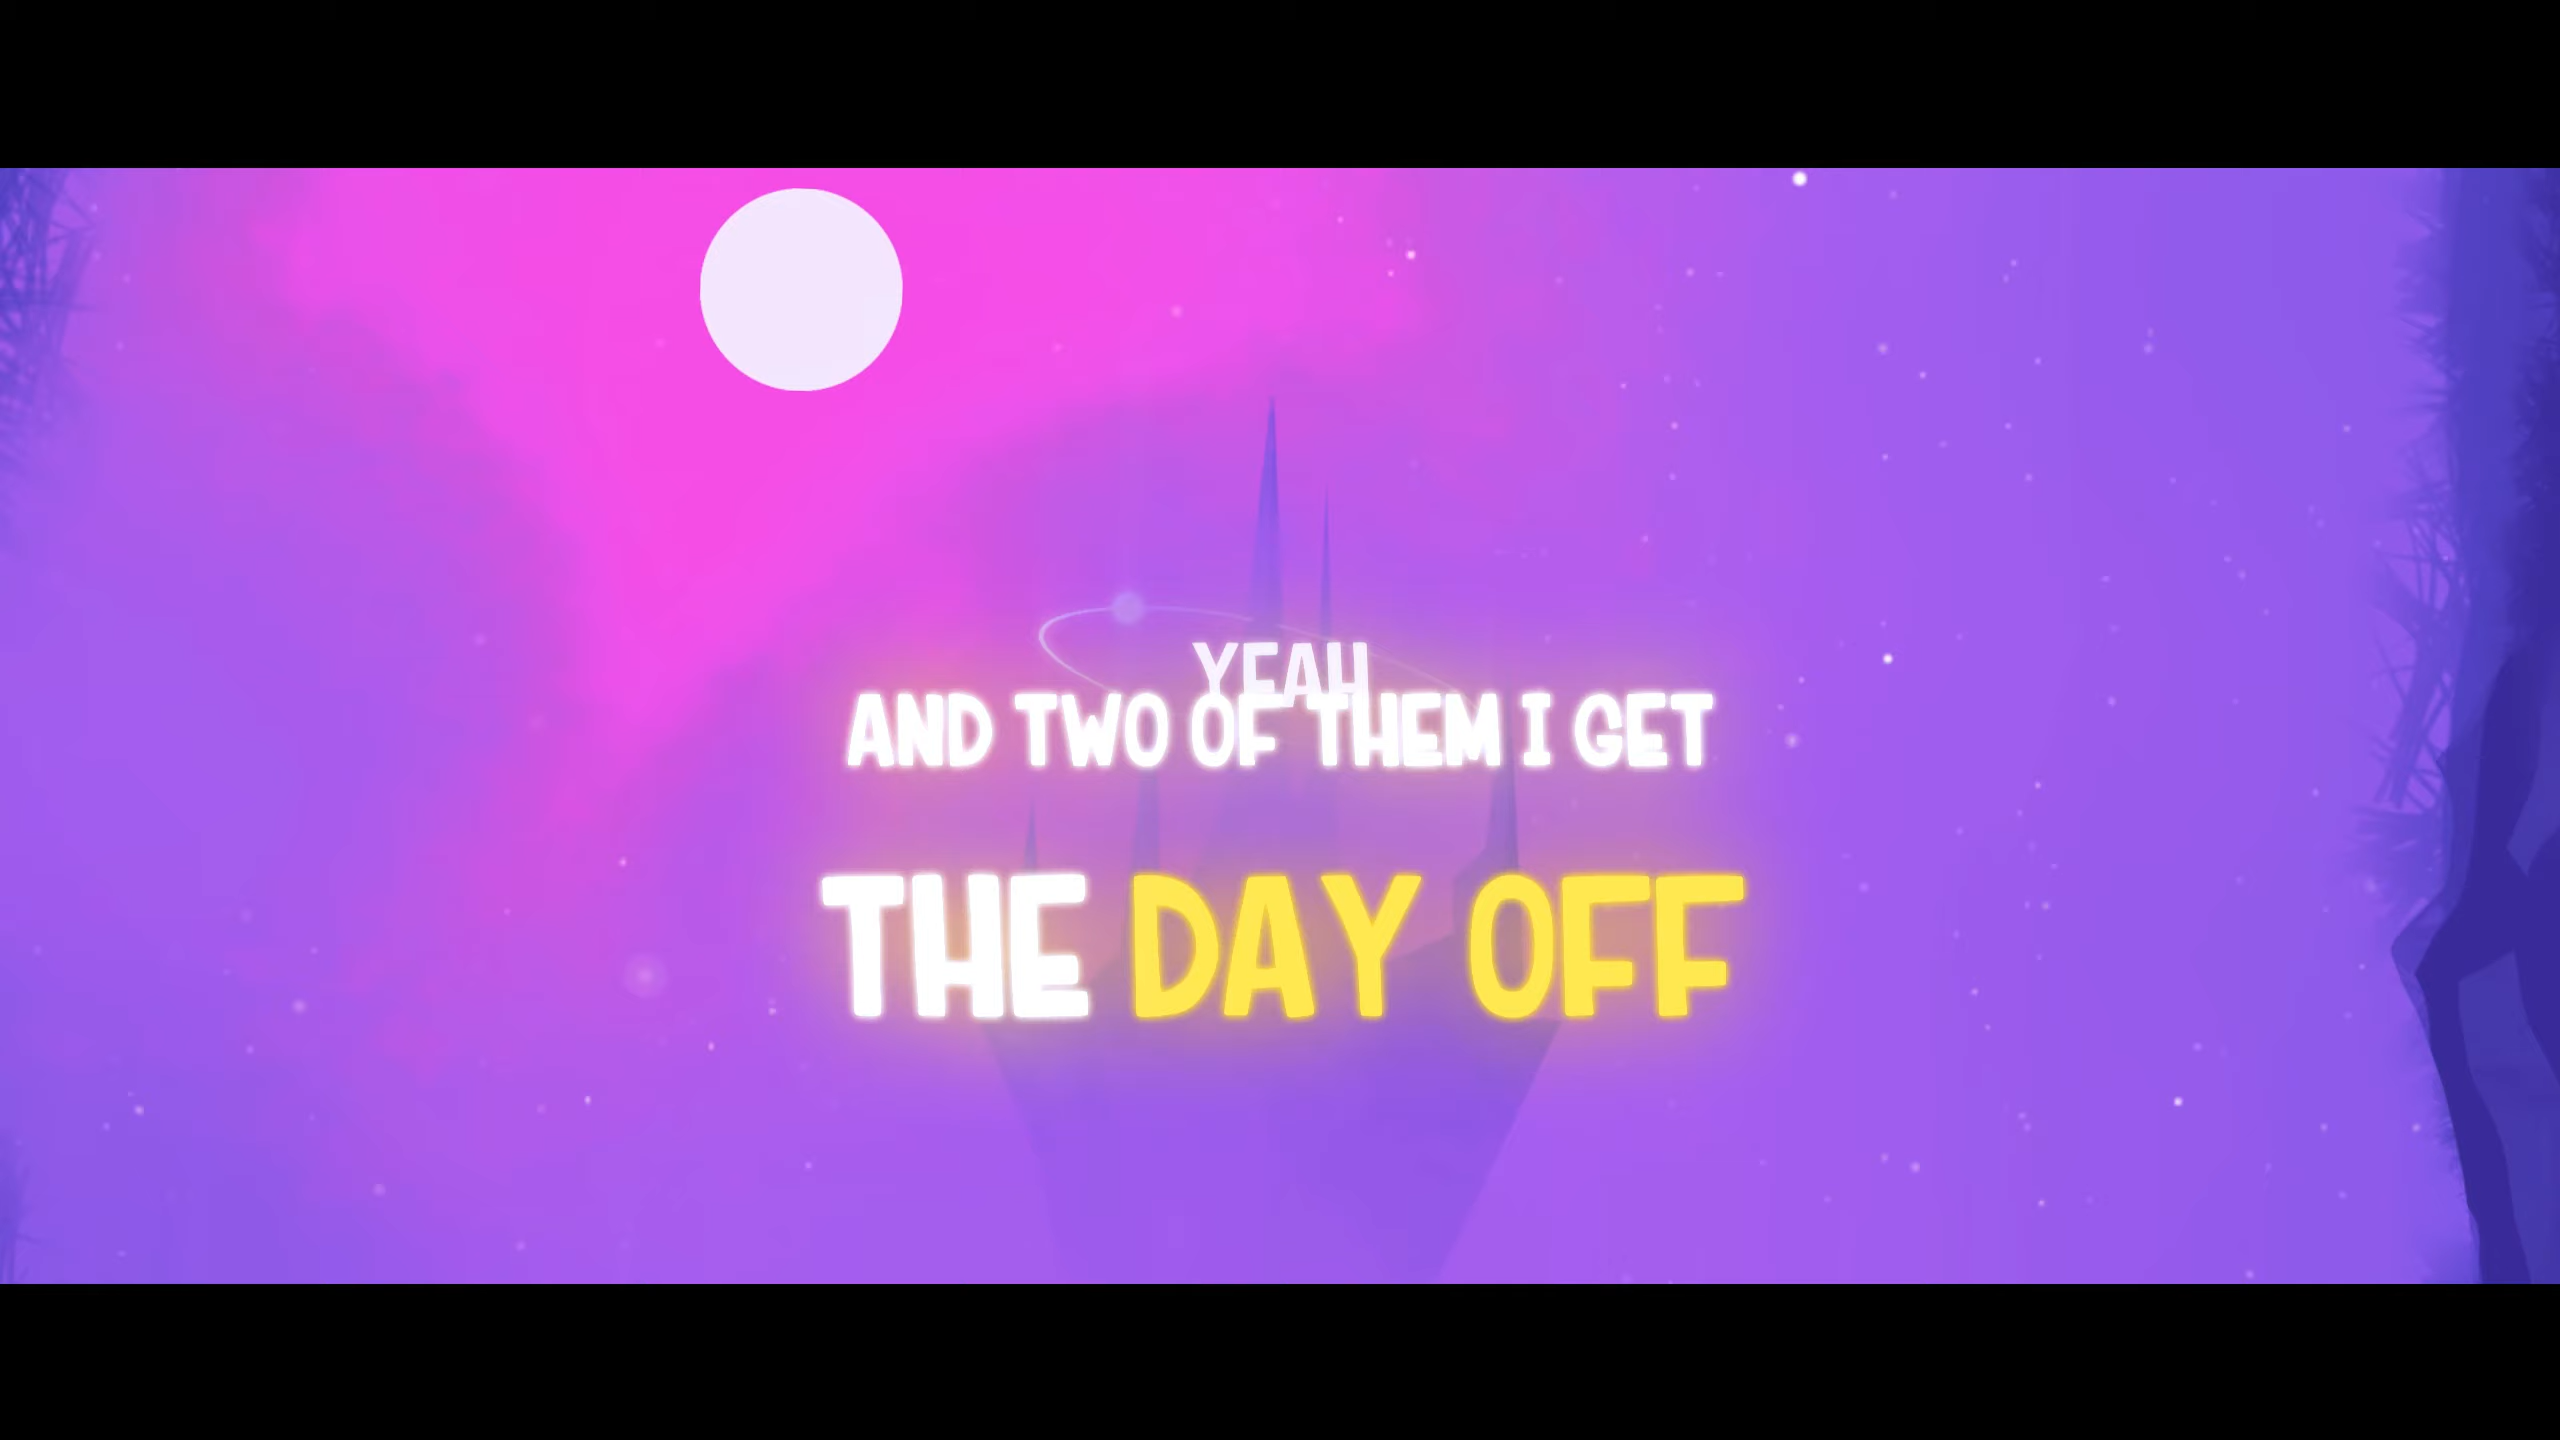 YEAH
AND TWO OF THEM I GET
THE DAY OFF